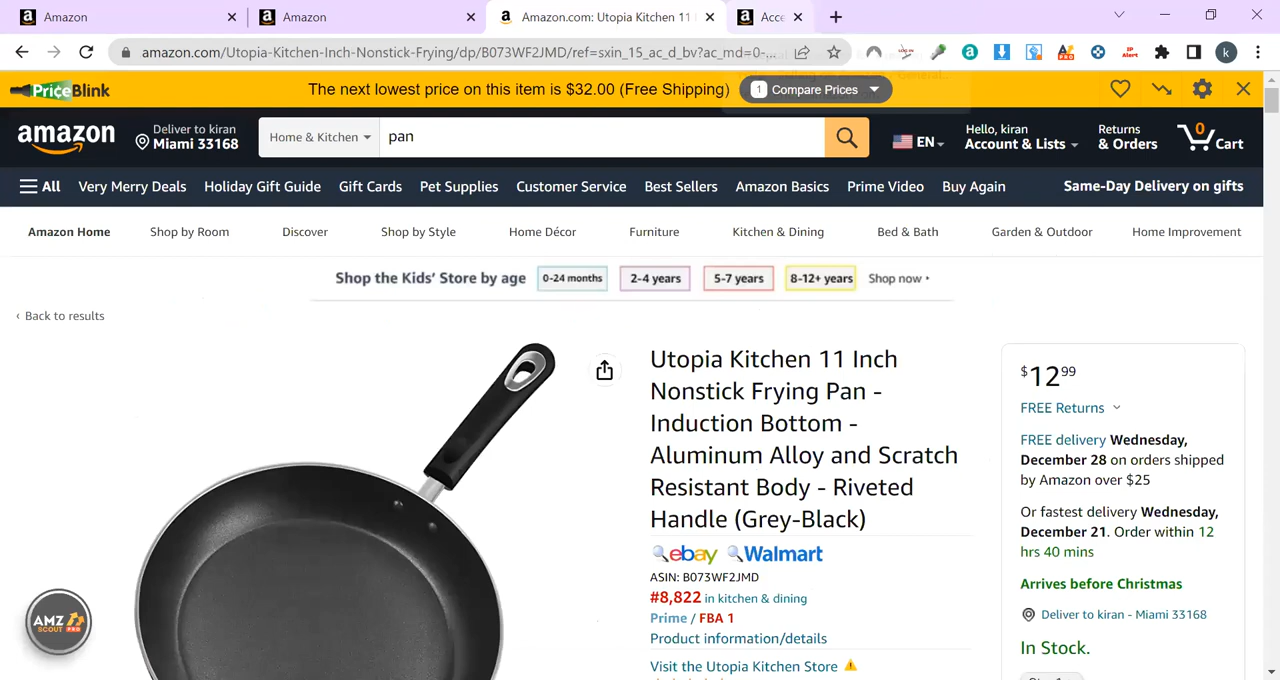 Amazon
Amazon
Amazon.com: Utopia Kitchen 11 I
Acce
amazon.com/Utopia-Kitchen-Inch-Nonstick-Frying/dp/B073WF2JMD/ref=sxin_15_ac_d_bv?ac_md=0-...
k
PriceBlink
The next lowest price on this item is $32.00 (Free Shipping)
1 Compare Prices
amazon
Deliver to kiran
Miami 33168
Home & Kitchen
pan
EN
Hello, kiran
Account & Lists
Returns
& Orders
0
Cart
All
Very Merry Deals
Holiday Gift Guide
Gift Cards
Pet Supplies
Customer Service
Best Sellers
Amazon Basics
Prime Video
Buy Again
Same-Day Delivery on gifts
Amazon Home
Shop by Room
Discover
Shop by Style
Home Décor
Furniture
Kitchen & Dining
Bed & Bath
Garden & Outdoor
Home Improvement
Shop the Kids' Store by age
0-24 months
2-4 years
5-7 years
8-12+ years
Shop now
‹ Back to results
Utopia Kitchen 11 Inch
Nonstick Frying Pan -
Induction Bottom -
Aluminum Alloy and Scratch
Resistant Body - Riveted
Handle (Grey-Black)
ebay
Walmart
ASIN: B073WF2JMD
#8,822 in kitchen & dining
Prime / FBA 1
Product information/details
Visit the Utopia Kitchen Store
$12 99
FREE Returns
FREE delivery Wednesday,
December 28 on orders shipped
by Amazon over $25
Or fastest delivery Wednesday,
December 21. Order within 12
hrs 40 mins
Arrives before Christmas
Deliver to kiran - Miami 33168
In Stock.
AMZ
SCOUT PRO